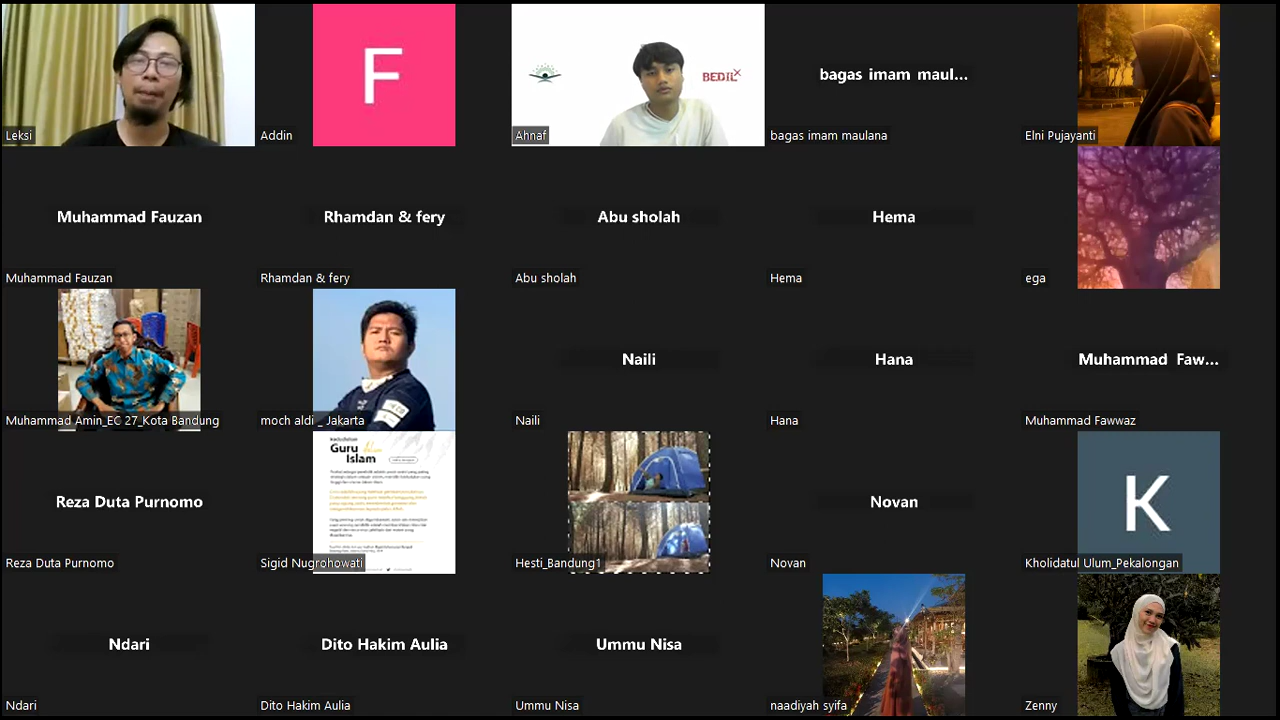 Leksi
F
Addin
BEDIL
Ahnaf
bagas imam maul...
bagas imam maulana
Elni Pujayanti
Muhammad Fauzan
Muhammad Fauzan
Rhamdan & fery
Rhamdan & fery
Abu sholah
Abu sholah
Hema
Hema
ega
Muhammad Amin_EC 27_Kota Bandung
moch aldi _ Jakarta
Naili
Naili
Hana
Hana
Muhammad Faw...
Muhammad Fawwaz
Reza Duta Purnomo
Reza Duta Purnomo
kedudukan
Guru
Islam
Sigid Nugrohowati
Hesti_Bandung1
Novan
Novan
K
Kholidatul Ulum_Pekalongan
Ndari
Ndari
Dito Hakim Aulia
Dito Hakim Aulia
Ummu Nisa
Ummu Nisa
naadiyah syifa
Zenny